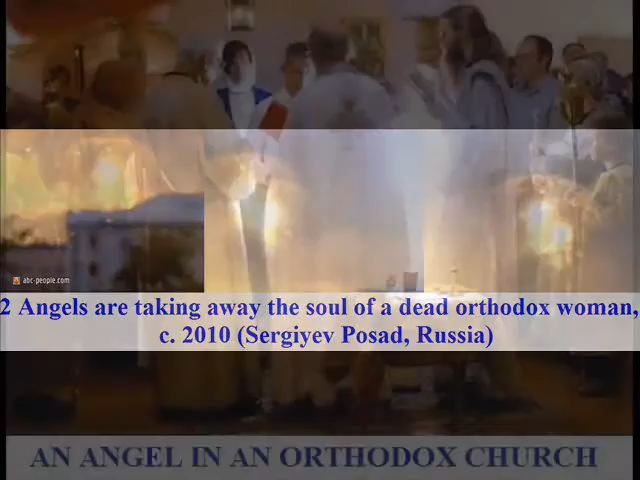 abc-people.com
2 Angels are taking away the soul of a dead orthodox woman,
c. 2010 (Sergiyev Posad, Russia)
AN ANGEL IN AN ORTHODOX CHURCH